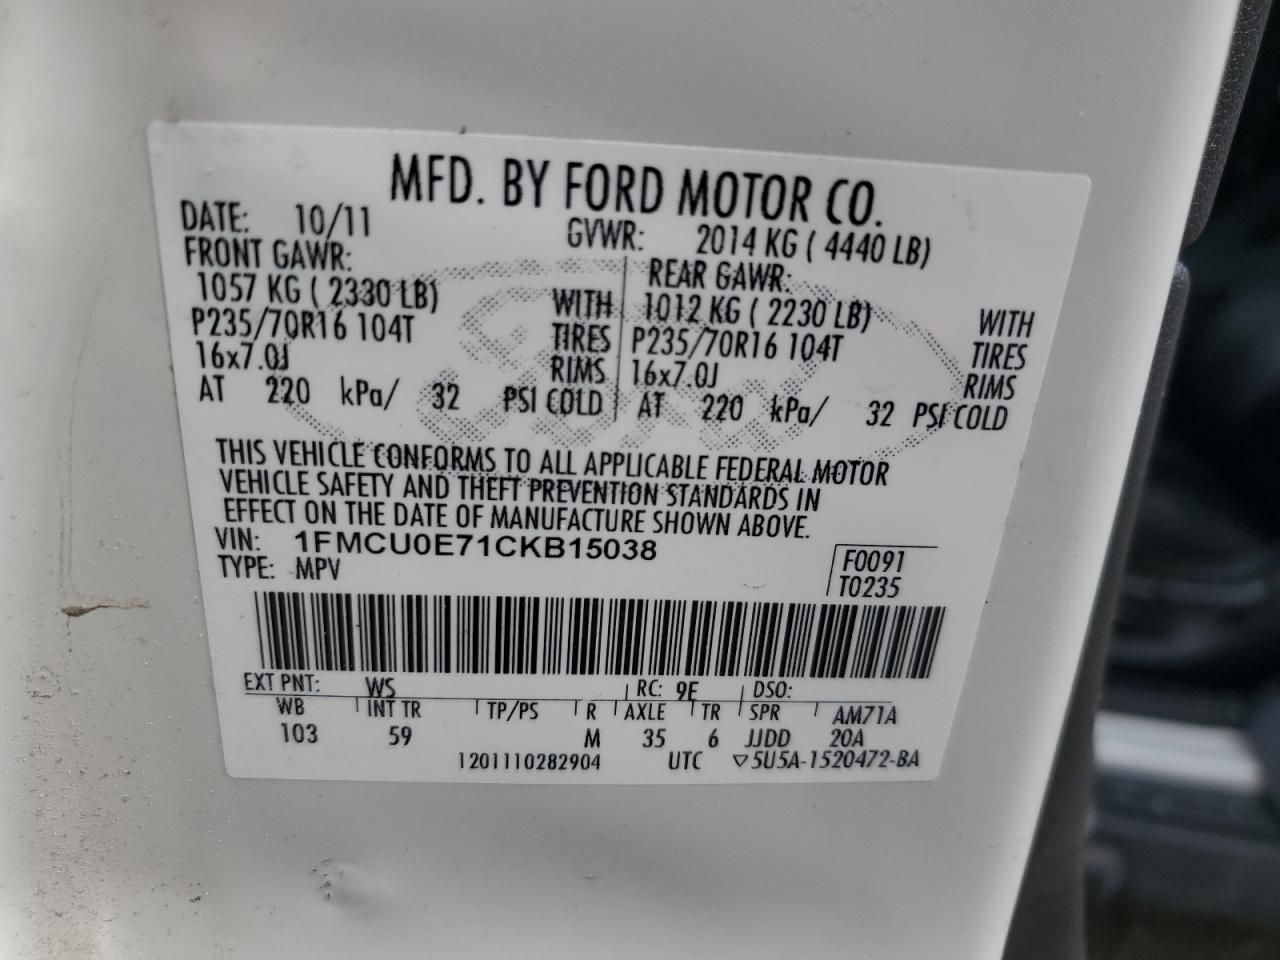 MFD. BY FORD MOTOR CO.
DATE: 10/11 GVWR: 2014 KG ( 4440 LB)
FRONT GAWR: REAR GAWR:
1057 KG ( 2330 LB) WITH 1012 KG ( 2230 LB) WITH
P235/70R16 104T TIRES P235/70R16 104T TIRES
16x7.0J RIMS 16x7.0J RIMS
AT 220 kPa/ 32 PSI COLD AT 220 kPa/ 32 PSI COLD
THIS VEHICLE CONFORMS TO ALL APPLICABLE FEDERAL MOTOR
VEHICLE SAFETY AND THEFT PREVENTION STANDARDS IN
EFFECT ON THE DATE OF MANUFACTURE SHOWN ABOVE.
VIN: 1FMCU0E71CKB15038 F0091
TYPE: MPV T0235
EXT PNT: WS RC: 9E DSO:
WB INT TR TP/PS R AXLE TR SPR AM71A
103 59 M 35 6 JJDD 20A
1201110282904 UTC ▽5U5A-1520472-BA
Ford